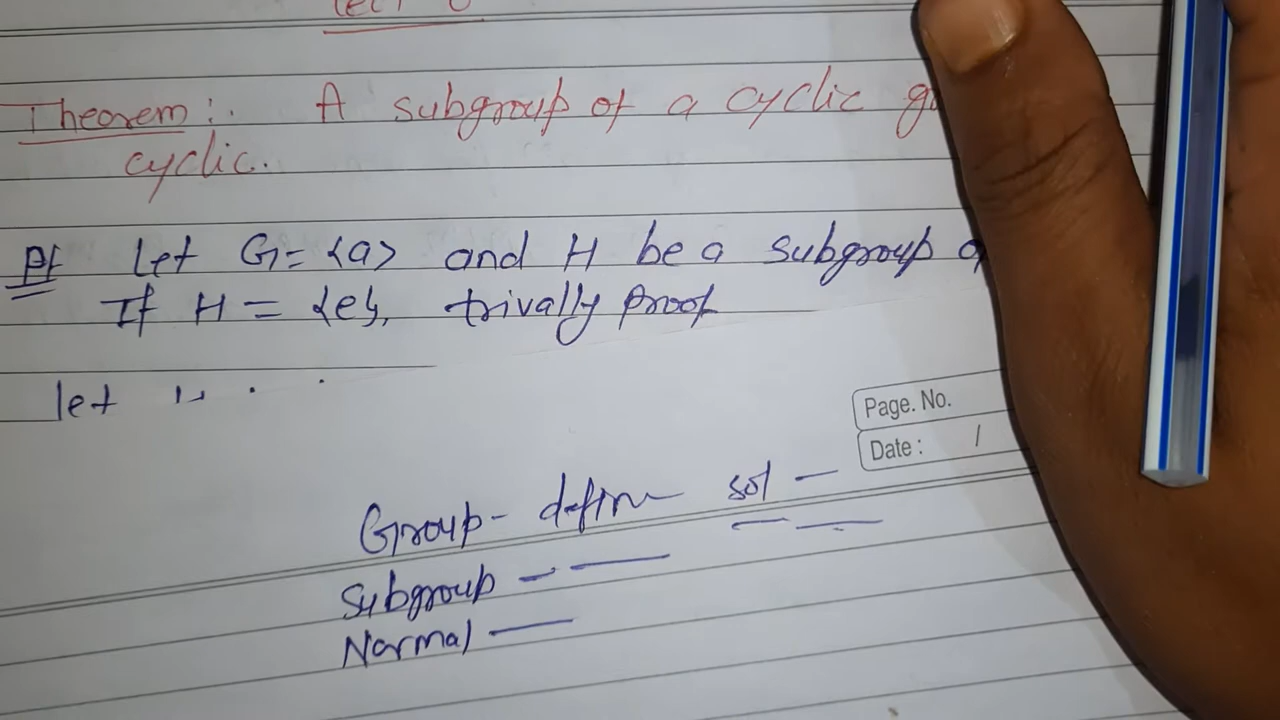 Theorem:. A subgroup of a cyclic
cyclic.
Pf Let G = <a> and H be a subgroup
If H = {e}, trivally proof
let
Page. No.
Date : /
Group - define sol —
Subgroup — —
Normal —